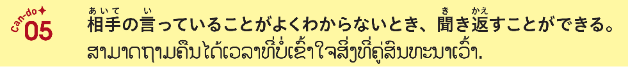 Can-do 05
相手の言っていることがよくわからないとき、聞き返すことができる。
ສາມາດຖາມຄືນໄດ້ເວລາທີ່ບໍ່ເຂົ້າໃຈສິ່ງທີ່ຄູ່ສົນທະນາເວົ້າ.